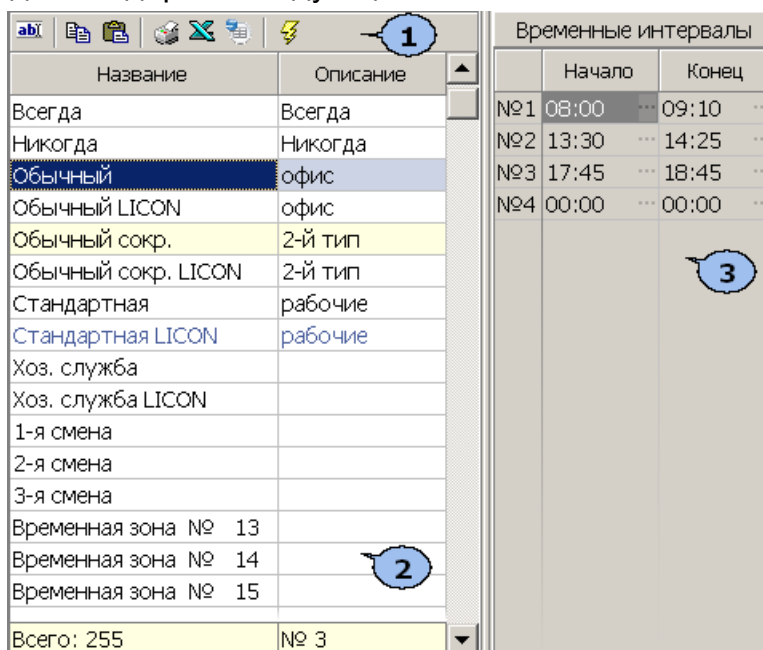 ab
1
Название Описание
Всегда Всегда
Никогда Никогда
Обычный офис
Обычный LICON офис
Обычный сокр. 2-й тип
Обычный сокр. LICON 2-й тип
Стандартная рабочие
Стандартная LICON рабочие
Хоз. служба
Хоз. служба LICON
1-я смена
2-я смена
3-я смена
Временная зона № 13
Временная зона № 14
Временная зона № 15
2
Всего: 255 № 3
Временные интервалы
Начало Конец
№1 08:00 ... 09:10
№2 13:30 ... 14:25
№3 17:45 ... 18:45
№4 00:00 ... 00:00
3